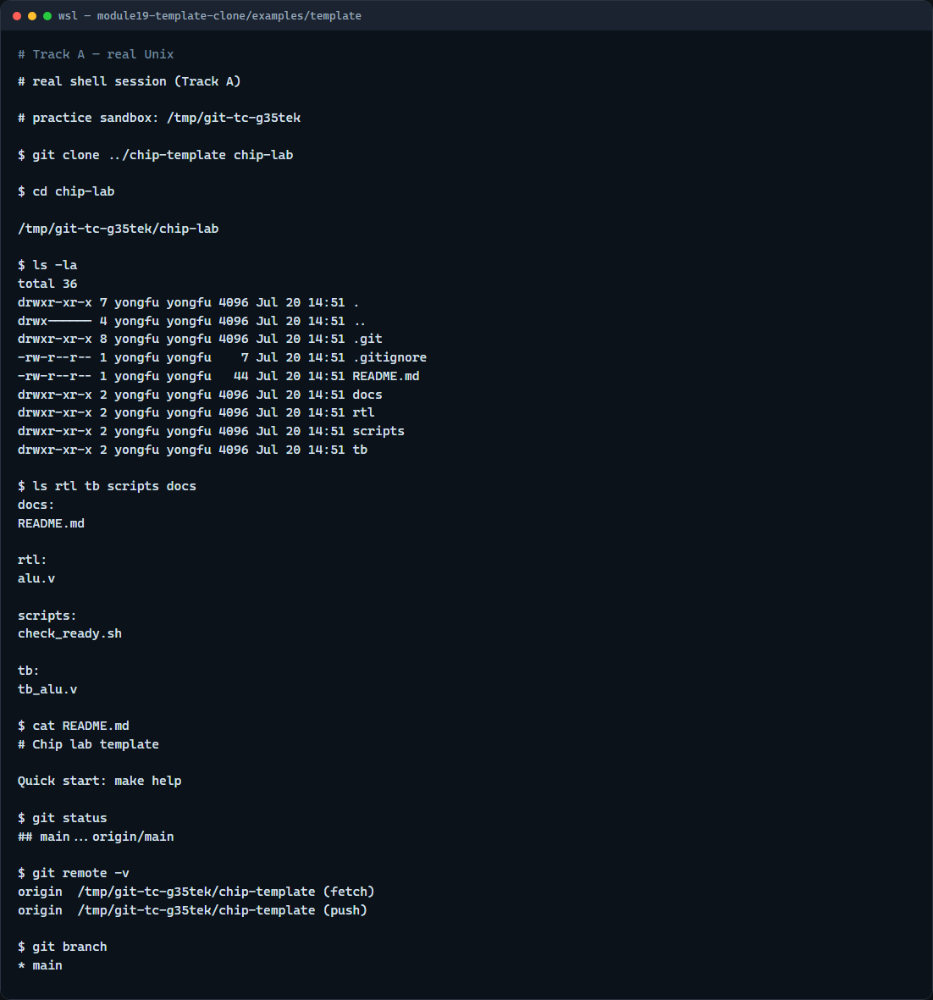 wsl — module19-template-clone/examples/template
# Track A — real Unix
# real shell session (Track A)
# practice sandbox: /tmp/git-tc-g35tek
$ git clone ../chip-template chip-lab
$ cd chip-lab
/tmp/git-tc-g35tek/chip-lab
$ ls -la
total 36
drwxr-xr-x 7 yongfu yongfu 4096 Jul 20 14:51 .
drwx------ 4 yongfu yongfu 4096 Jul 20 14:51 ..
drwxr-xr-x 8 yongfu yongfu 4096 Jul 20 14:51 .git
-rw-r--r-- 1 yongfu yongfu    7 Jul 20 14:51 .gitignore
-rw-r--r-- 1 yongfu yongfu   44 Jul 20 14:51 README.md
drwxr-xr-x 2 yongfu yongfu 4096 Jul 20 14:51 docs
drwxr-xr-x 2 yongfu yongfu 4096 Jul 20 14:51 rtl
drwxr-xr-x 2 yongfu yongfu 4096 Jul 20 14:51 scripts
drwxr-xr-x 2 yongfu yongfu 4096 Jul 20 14:51 tb
$ ls rtl tb scripts docs
docs:
README.md
rtl:
alu.v
scripts:
check_ready.sh
tb:
tb_alu.v
$ cat README.md
# Chip lab template
Quick start: make help
$ git status
## main...origin/main
$ git remote -v
origin  /tmp/git-tc-g35tek/chip-template (fetch)
origin  /tmp/git-tc-g35tek/chip-template (push)
$ git branch
* main